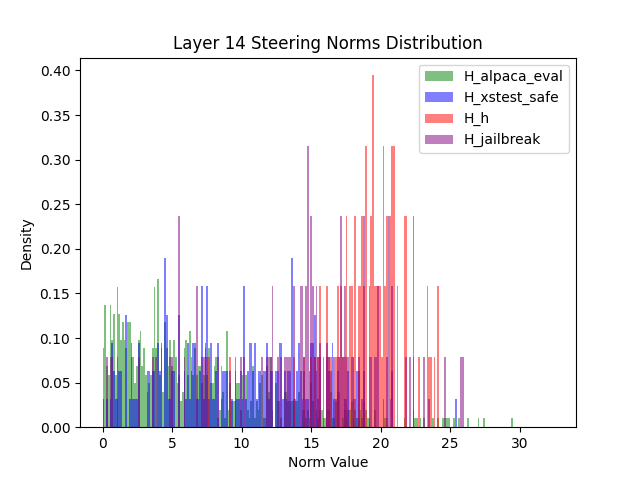 Layer 14 Steering Norms Distribution
H_alpaca_eval
H_xstest_safe
H_h
H_jailbreak
Density
0.40
0.35
0.30
0.25
0.20
0.15
0.10
0.05
0.00
0 5 10 15 20 25 30
Norm Value